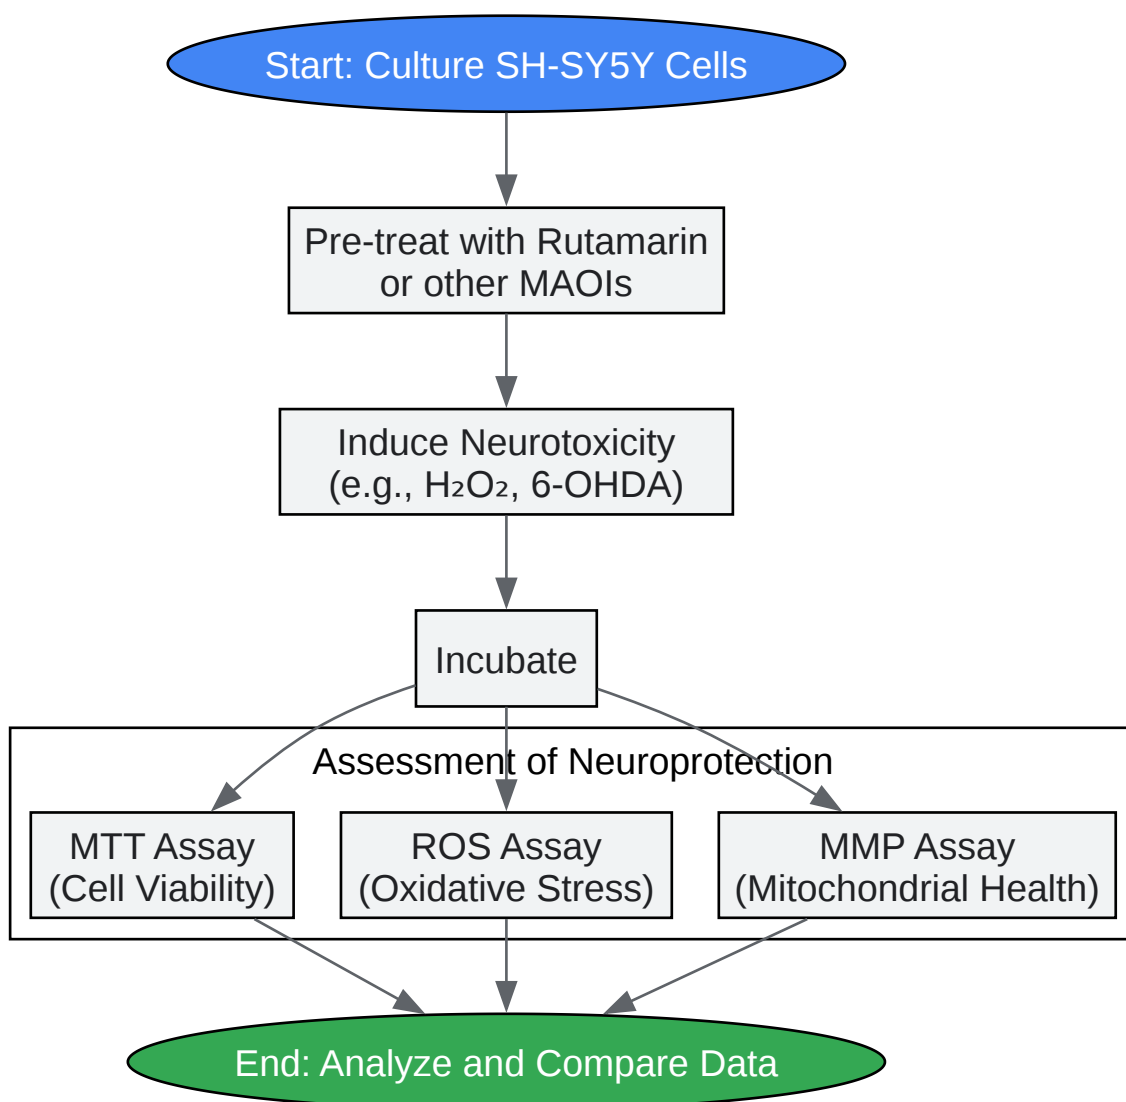 Start: Culture SH-SY5Y Cells
Pre-treat with Rutamarin
or other MAOIs
Induce Neurotoxicity
(e.g., H₂O₂, 6-OHDA)
Incubate
Assessment of Neuroprotection
MTT Assay
(Cell Viability)
ROS Assay
(Oxidative Stress)
MMP Assay
(Mitochondrial Health)
End: Analyze and Compare Data